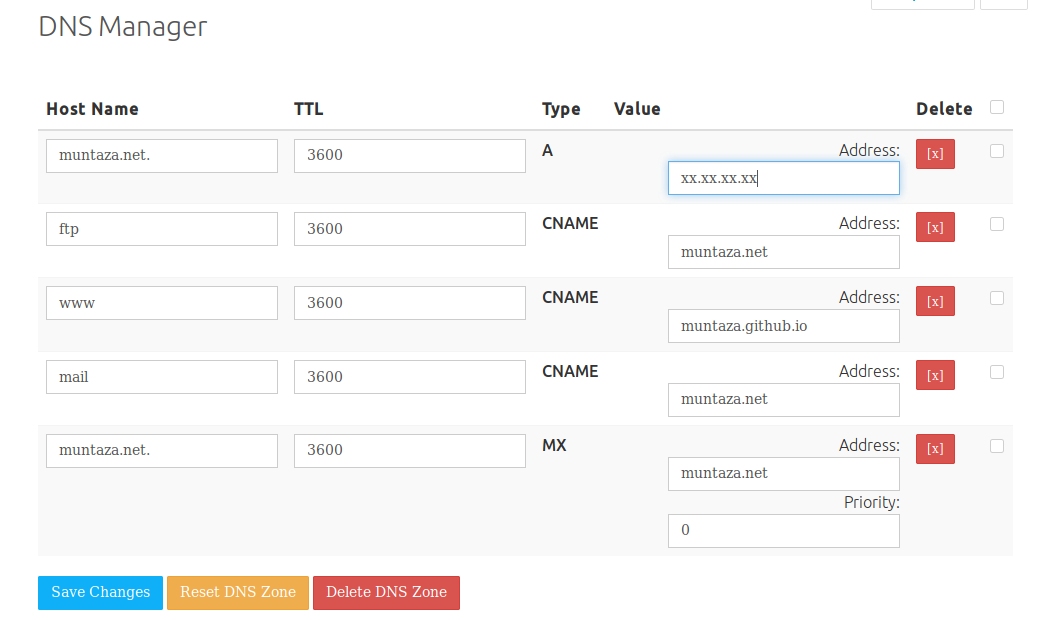 DNS Manager
Host Name TTL Type Value Delete
muntaza.net. 3600 A Address: [x]
xx.xx.xx.xx
ftp 3600 CNAME Address: [x]
muntaza.net
www 3600 CNAME Address: [x]
muntaza.github.io
mail 3600 CNAME Address: [x]
muntaza.net
muntaza.net. 3600 MX Address: [x]
muntaza.net
Priority:
0
Save Changes Reset DNS Zone Delete DNS Zone